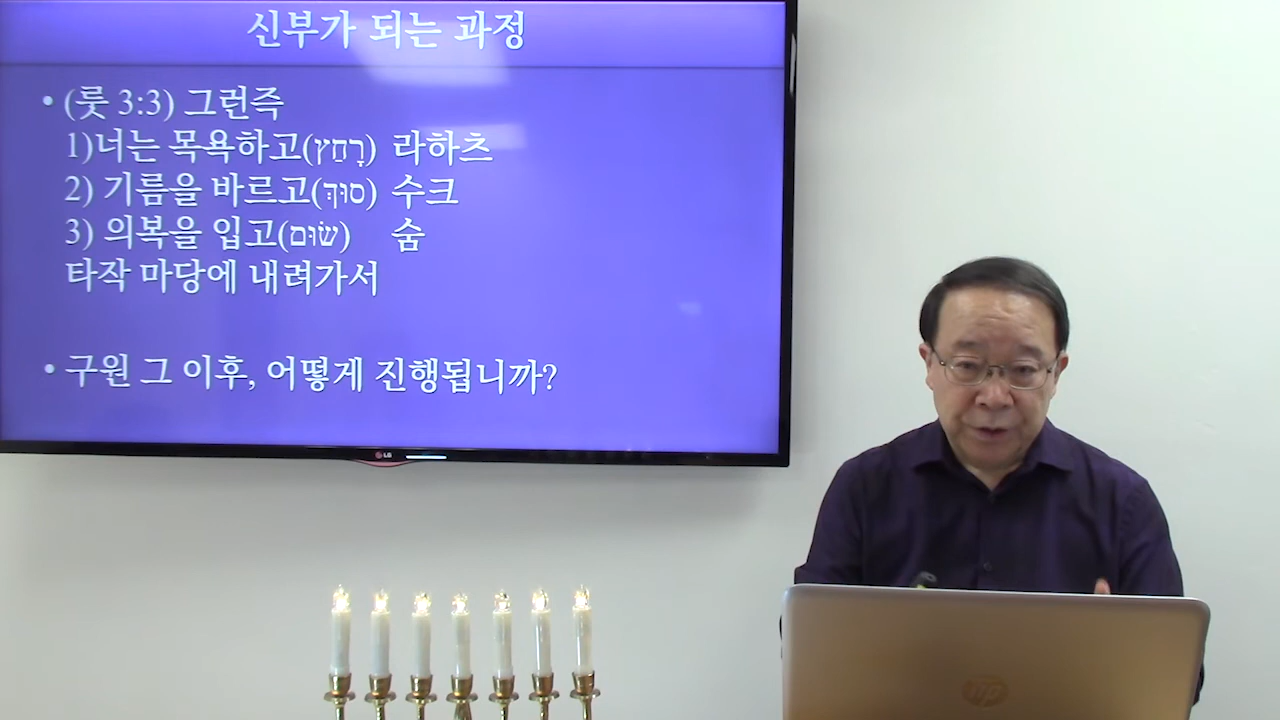 신부가 되는 과정
• (룻 3:3) 그런즉
1)너는 목욕하고(רָחַץ) 라하츠
2) 기름을 바르고(סוּךְ) 수크
3) 의복을 입고(שׂוּם) 숨
타작 마당에 내려가서
• 구원 그 이후, 어떻게 진행됩니까?
LG
hp